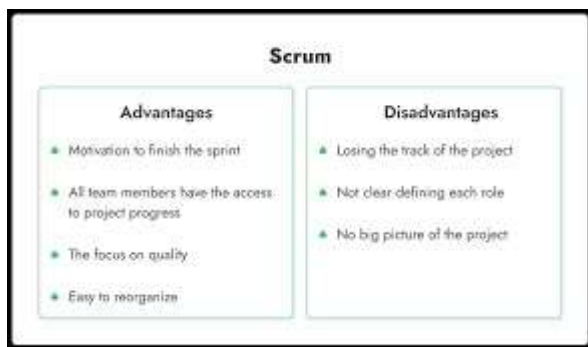 Scrum
Advantages
Motivation to finish the sprint
All team members have the access
to project progress
The focus on quality
Easy to reorganize
Disadvantages
Losing the track of the project
Not clear defining each role
No big picture of the project